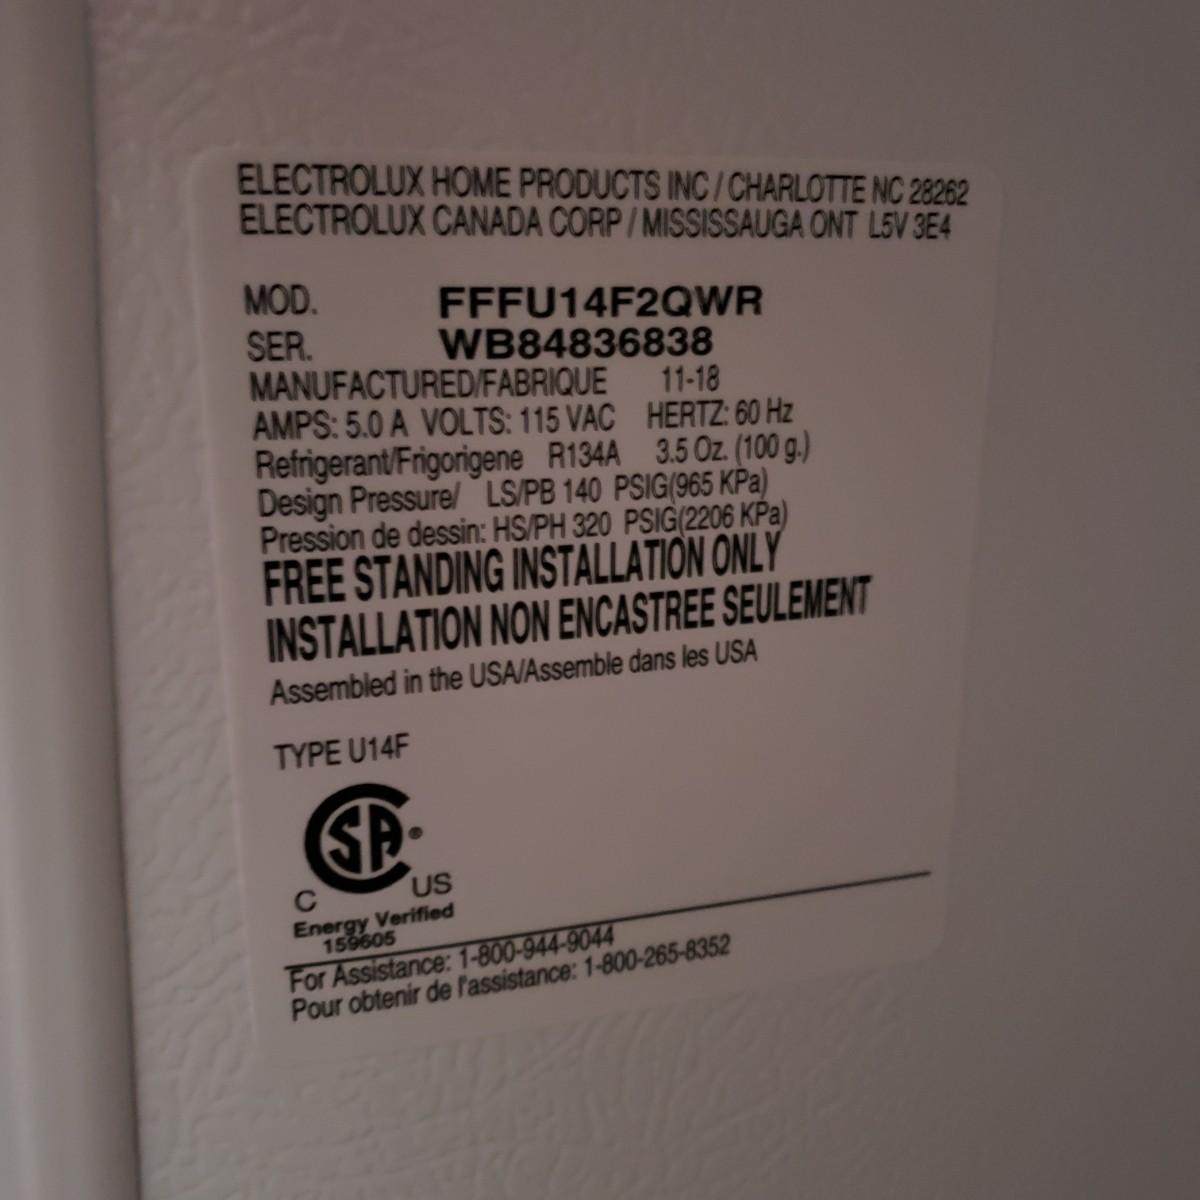 ELECTROLUX HOME PRODUCTS INC / CHARLOTTE NC 28262
ELECTROLUX CANADA CORP / MISSISSAUGA ONT L5V 3E4
MOD. FFFU14F2QWR
SER. WB84836838
MANUFACTURED/FABRIQUE 11-18
AMPS: 5.0 A VOLTS: 115 VAC HERTZ: 60 Hz
Refrigerant/Frigorigene R134A 3.5 Oz. (100 g.)
Design Pressure/ LS/PB 140 PSIG(965 KPa)
Pression de dessin: HS/PH 320 PSIG(2206 KPa)
FREE STANDING INSTALLATION ONLY
INSTALLATION NON ENCASTREE SEULEMENT
Assembled in the USA/Assemble dans les USA
TYPE U14F
SA ®
C US
Energy Verified
159605
For Assistance: 1-800-944-9044
Pour obtenir de l'assistance: 1-800-265-8352